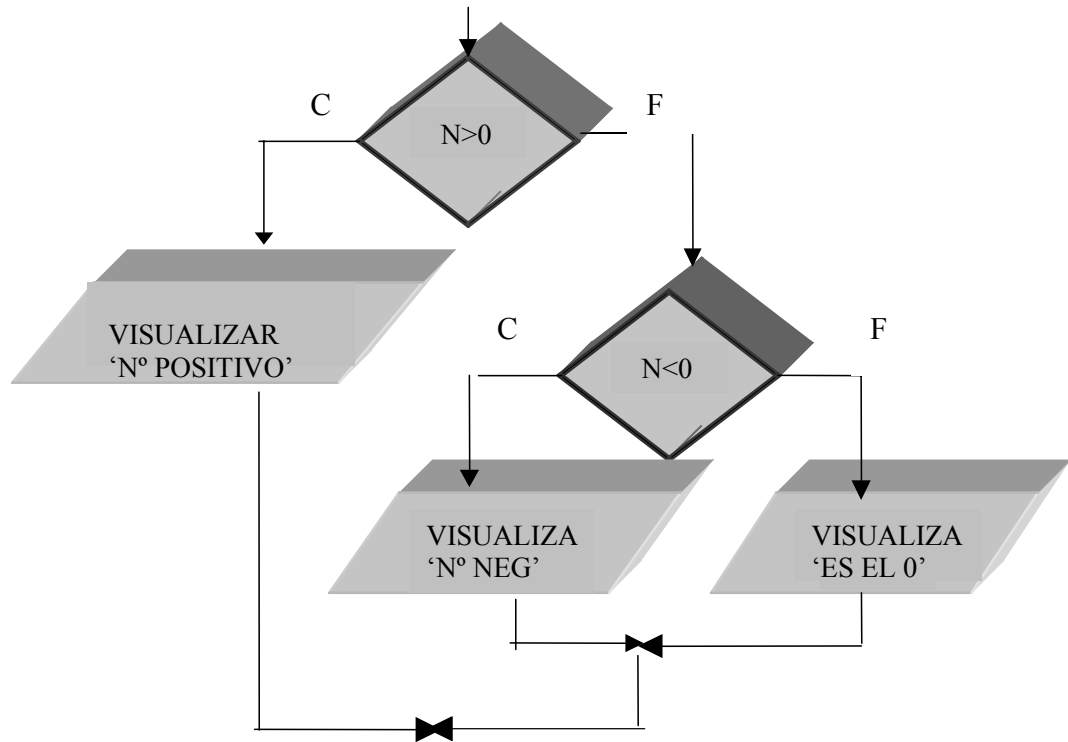 C
N>0
F
VISUALIZAR
‘Nº POSITIVO’
C
N<0
F
VISUALIZA
‘Nº NEG’
VISUALIZA
‘ES EL 0’